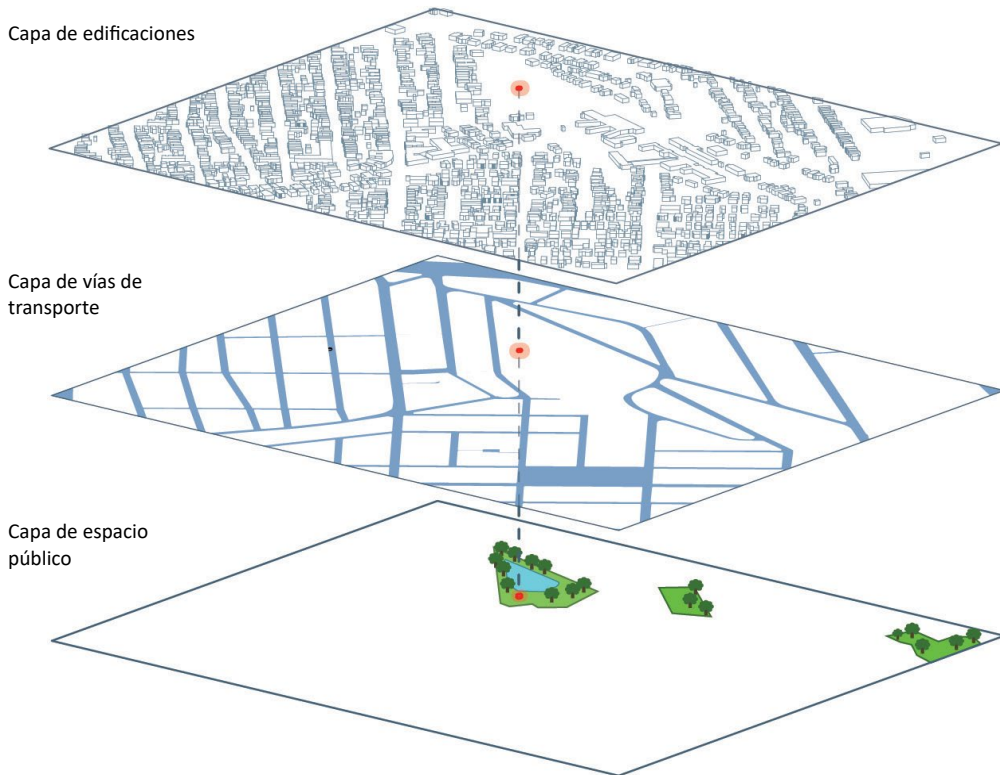 Capa de edificaciones
Capa de vías de
transporte
Capa de espacio
público